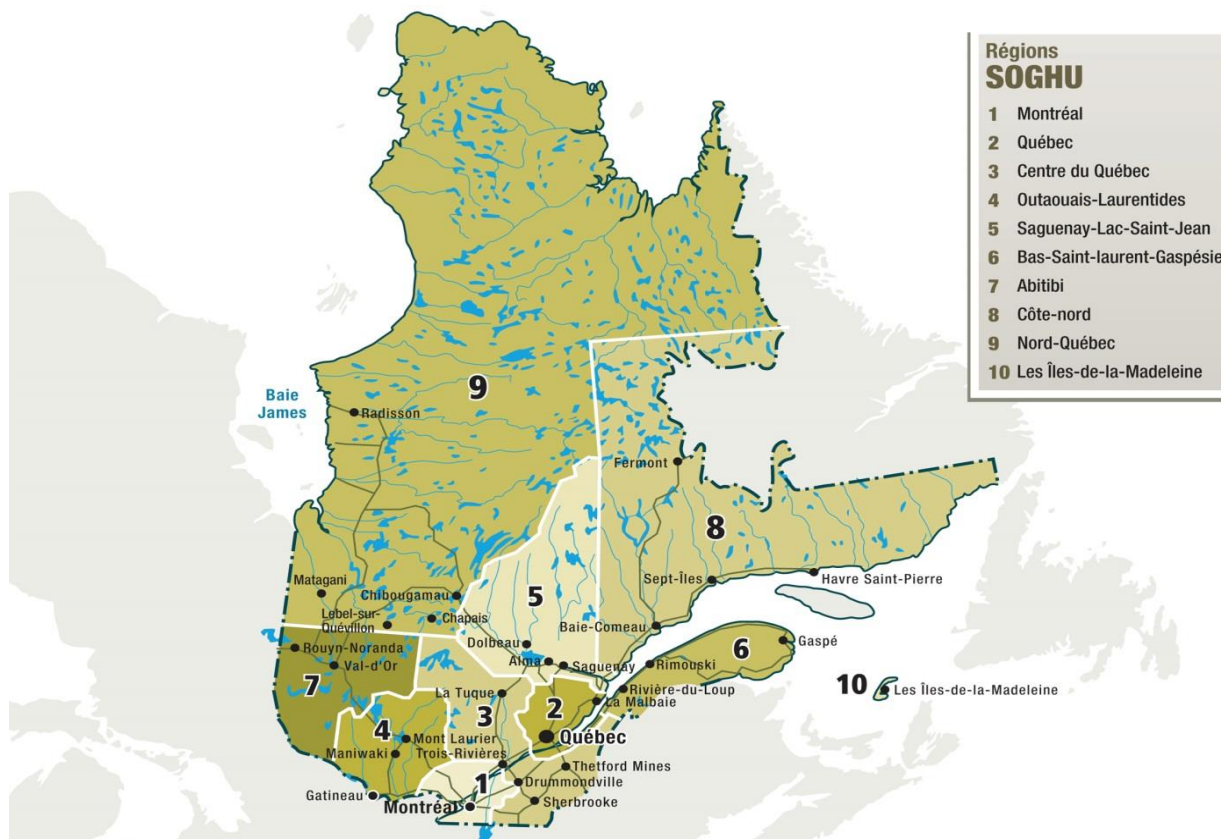 Régions
SOGHU
1 Montréal
2 Québec
3 Centre du Québec
4 Outaouais-Laurentides
5 Saguenay-Lac-Saint-Jean
6 Bas-Saint-laurent-Gaspésie
7 Abitibi
8 Côte-nord
9 Nord-Québec
10 Les Îles-de-la-Madeleine
9
Baie
James
Radisson
Fermont
8
Sept-Îles
Havre Saint-Pierre
Matagani
Chibougamau
5
Lebel-sur-
Quévillon
Chapais
Baie-Comeau
Dolbeau
Gaspé
6
Rouyn-Noranda
Val-d'Or
Alma
Saguenay
Rimouski
7
La Tuque
Rivière-du-Loup
La Malbaie
10
Les Îles-de-la-Madeleine
4
3
2
Mont Laurier
Québec
Maniwaki
Trois-Rivières
Thetford Mines
1
Drummondville
Gatineau
Montréal
Sherbrooke